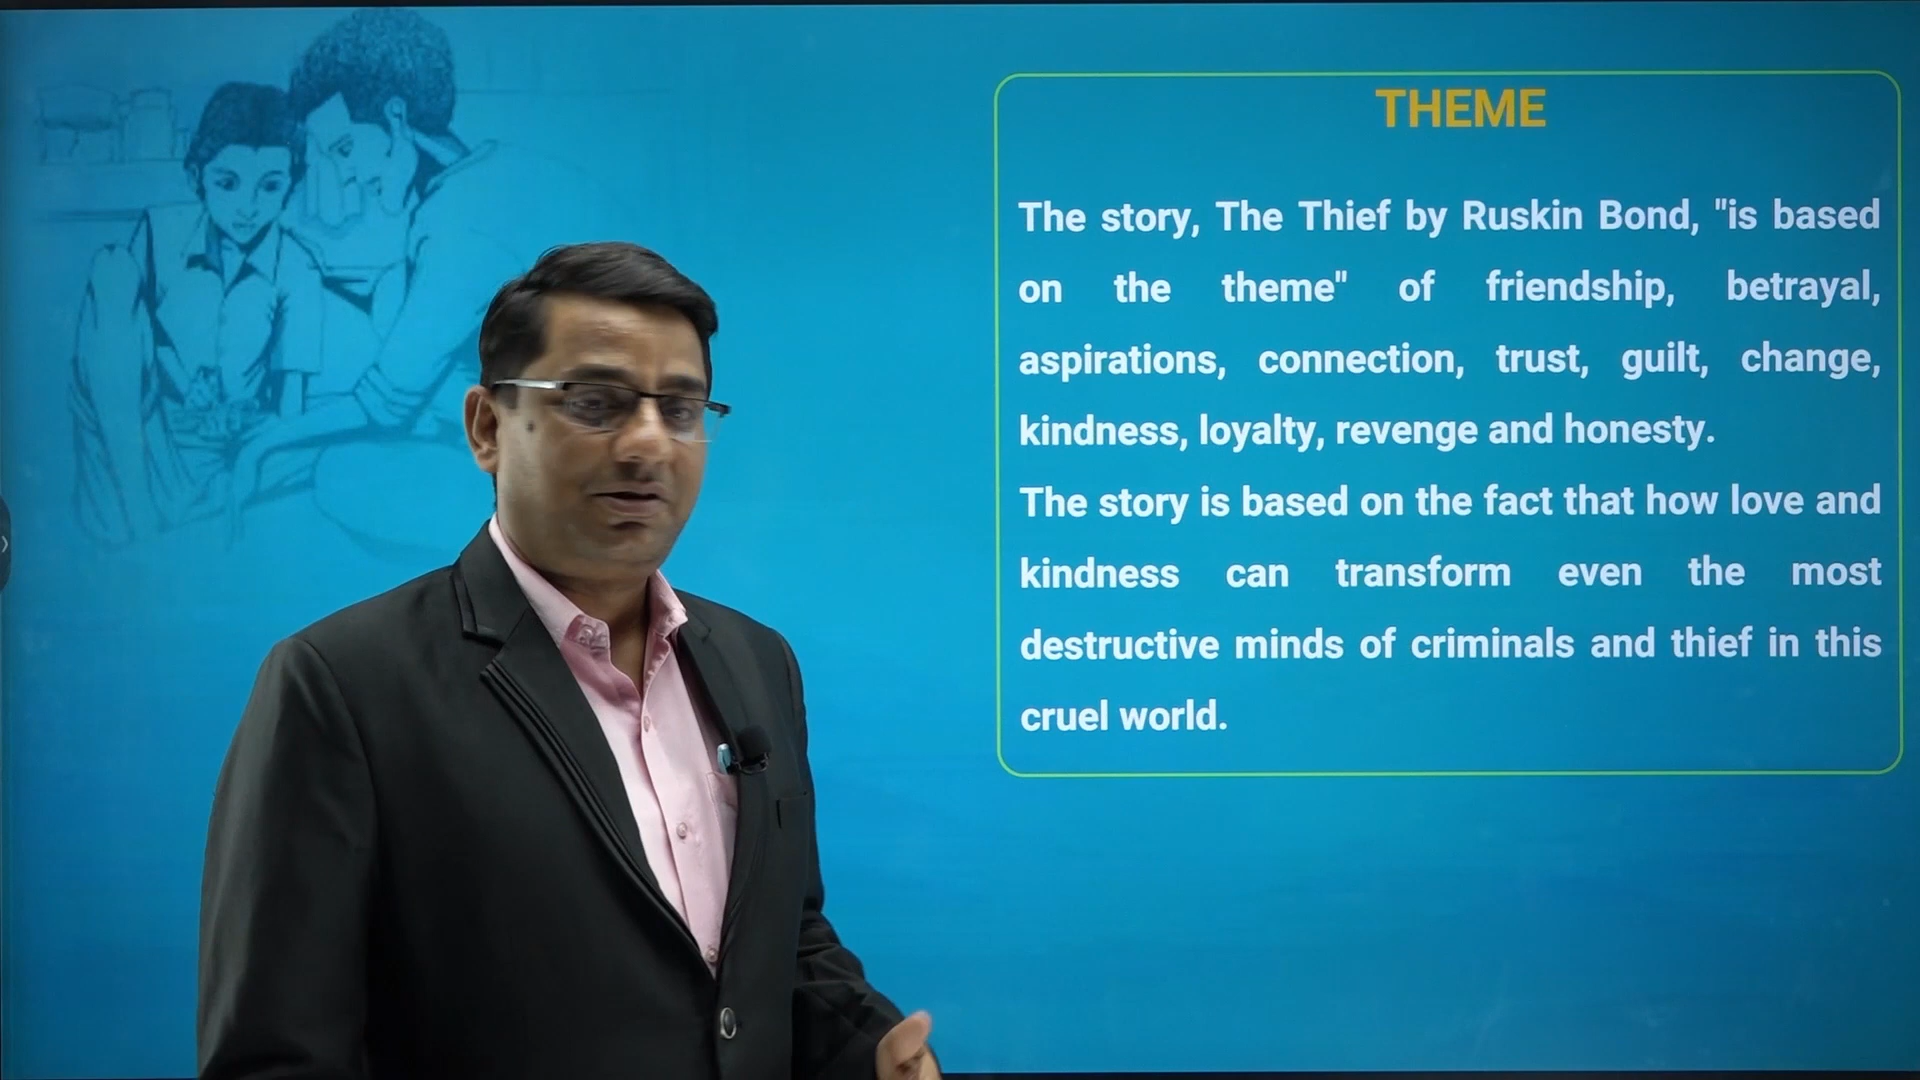 THEME
The story, The Thief by Ruskin Bond, "is based
on the theme" of friendship, betrayal,
aspirations, connection, trust, guilt, change,
kindness, loyalty, revenge and honesty.
The story is based on the fact that how love and
kindness can transform even the most
destructive minds of criminals and thief in this
cruel world.